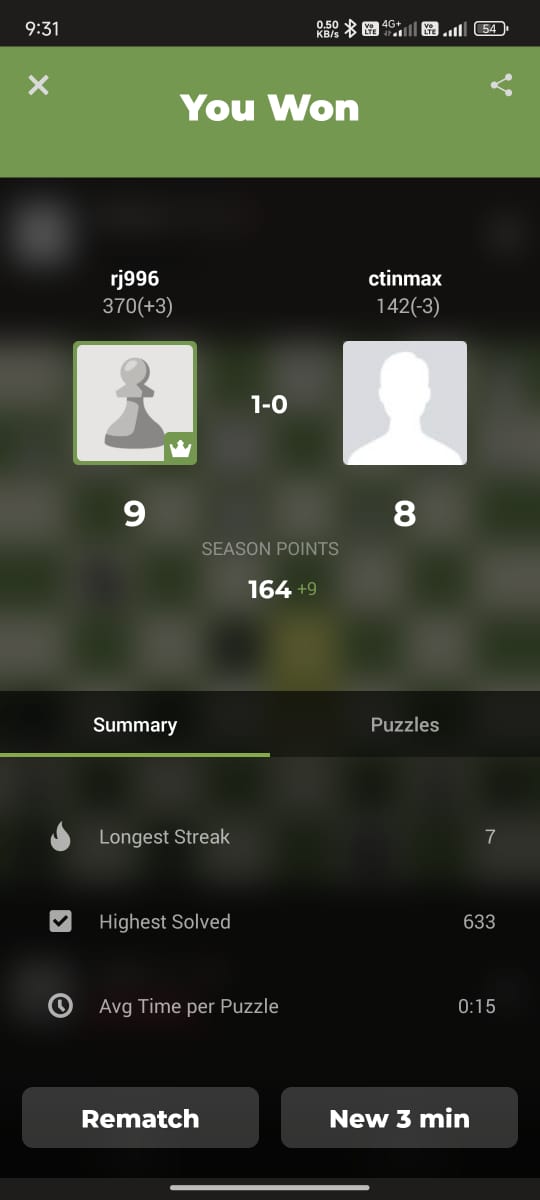 9:31
0.50 KB/s Vo LTE 4G+ Vo LTE 54
You Won
rj996
ctinmax
370(+3)
142(-3)
1-0
9
8
SEASON POINTS
164 +9
Summary
Puzzles
Longest Streak
7
Highest Solved
633
Avg Time per Puzzle
0:15
Rematch
New 3 min